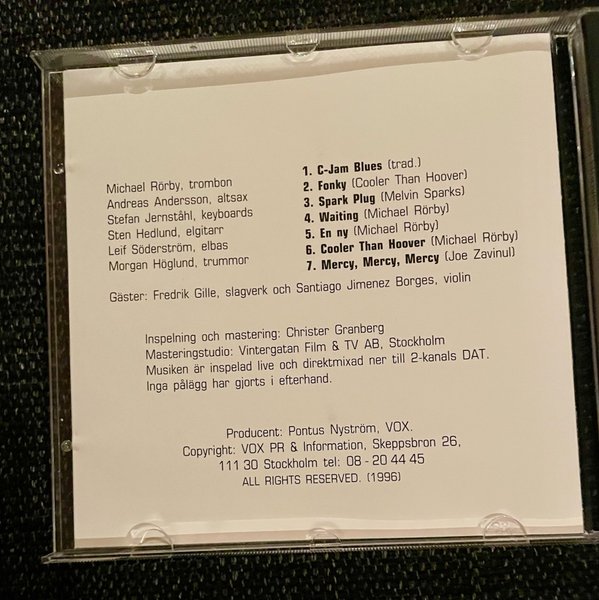 Michael Rörby, trombon
Andreas Andersson, altsax
Stefan Jernståhl, keyboards
Sten Hedlund, elgitarr
Leif Söderström, elbas
Morgan Höglund, trummor
1. C-Jam Blues (trad.)
2. Fonky (Cooler Than Hoover)
3. Spark Plug (Melvin Sparks)
4. Waiting (Michael Rörby)
5. En ny (Michael Rörby)
6. Cooler Than Hoover (Michael Rörby)
7. Mercy, Mercy, Mercy (Joe Zavinul)
Gäster: Fredrik Gille, slagverk och Santiago Jimenez Borges, violin
Inspelning och mastering: Christer Granberg
Masteringstudio: Vintergatan Film & TV AB, Stockholm
Musiken är inspelad live och direktmixad ner till 2-kanals DAT.
Inga pålägg har gjorts i efterhand.
Producent: Pontus Nyström, VOX.
Copyright: VOX PR & Information, Skeppsbron 26,
111 30 Stockholm tel: 08 - 20 44 45
ALL RIGHTS RESERVED. (1996)